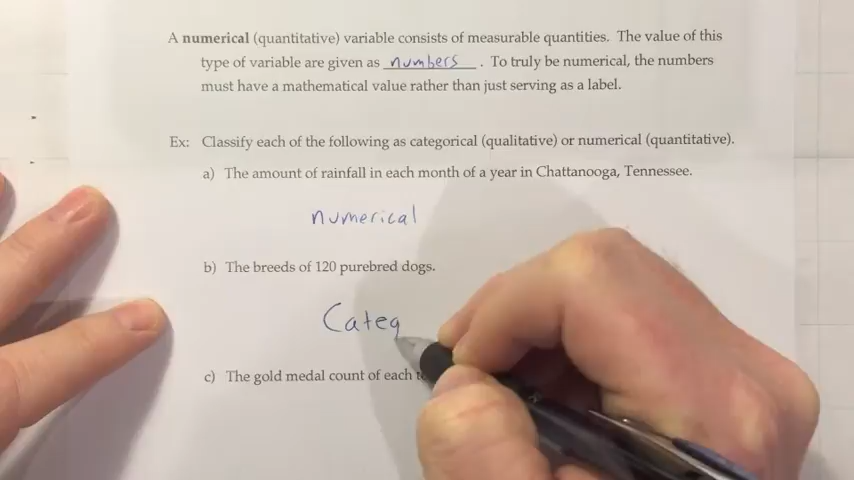 A numerical (quantitative) variable consists of measurable quantities. The value of this
type of variable are given as numbers. To truly be numerical, the numbers
must have a mathematical value rather than just serving as a label.
Ex: Classify each of the following as categorical (qualitative) or numerical (quantitative).
a) The amount of rainfall in each month of a year in Chattanooga, Tennessee.
numerical
b) The breeds of 120 purebred dogs.
Categ
c) The gold medal count of each